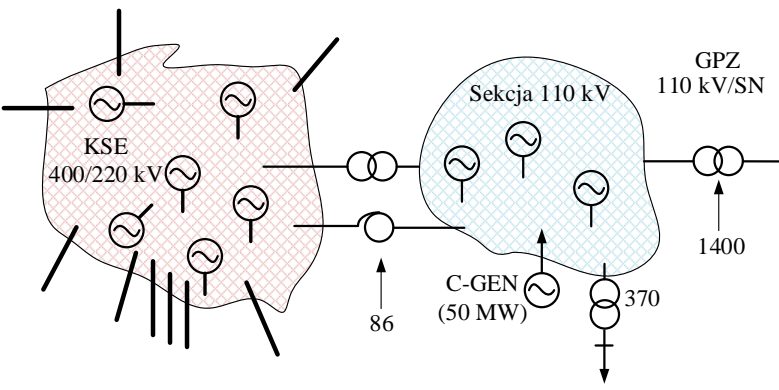 GPZ
110 kV/SN
Sekcja 110 kV
KSE
400/220 kV
1400
C-GEN
(50 MW)
370
86